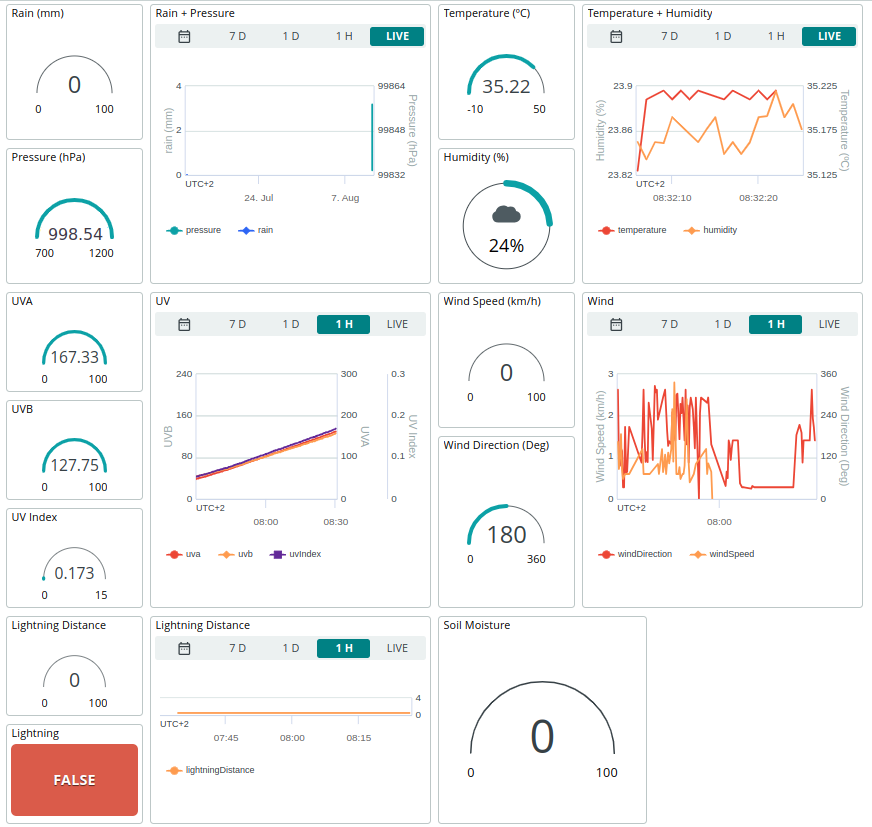 Rain (mm)
0
0 100
Rain + Pressure
7 D 1 D 1 H LIVE
4 99864
2 99848
0 99832
rain (mm)
Pressure (hPa)
UTC+2
24. Jul 7. Aug
pressure rain
Temperature (ºC)
35.22
-10 50
Temperature + Humidity
7 D 1 D 1 H LIVE
23.9 35.225
23.86 35.175
23.82 35.125
Humidity (%)
Temperature (ºC)
UTC+2
08:32:10 08:32:20
temperature humidity
Pressure (hPa)
998.54
700 1200
Humidity (%)
24%
UVA
167.33
0 100
UV
7 D 1 D 1 H LIVE
240 300 0.3
160 200 0.2
80 100 0.1
0 0 0
UVB
UVA
UV Index
UTC+2
08:00 08:30
uva uvb uvIndex
Wind Speed (km/h)
0
0 100
Wind
7 D 1 D 1 H LIVE
3 360
2 240
1 120
0 0
Wind Speed (km/h)
Wind Direction (Deg)
UTC+2
08:00
windDirection windSpeed
UVB
127.75
0 100
Wind Direction (Deg)
180
0 360
UV Index
0.173
0 15
Lightning Distance
0
0 100
Lightning Distance
7 D 1 D 1 H LIVE
4
0
UTC+2
07:45 08:00 08:15
lightningDistance
Soil Moisture
0
0 100
Lightning
FALSE